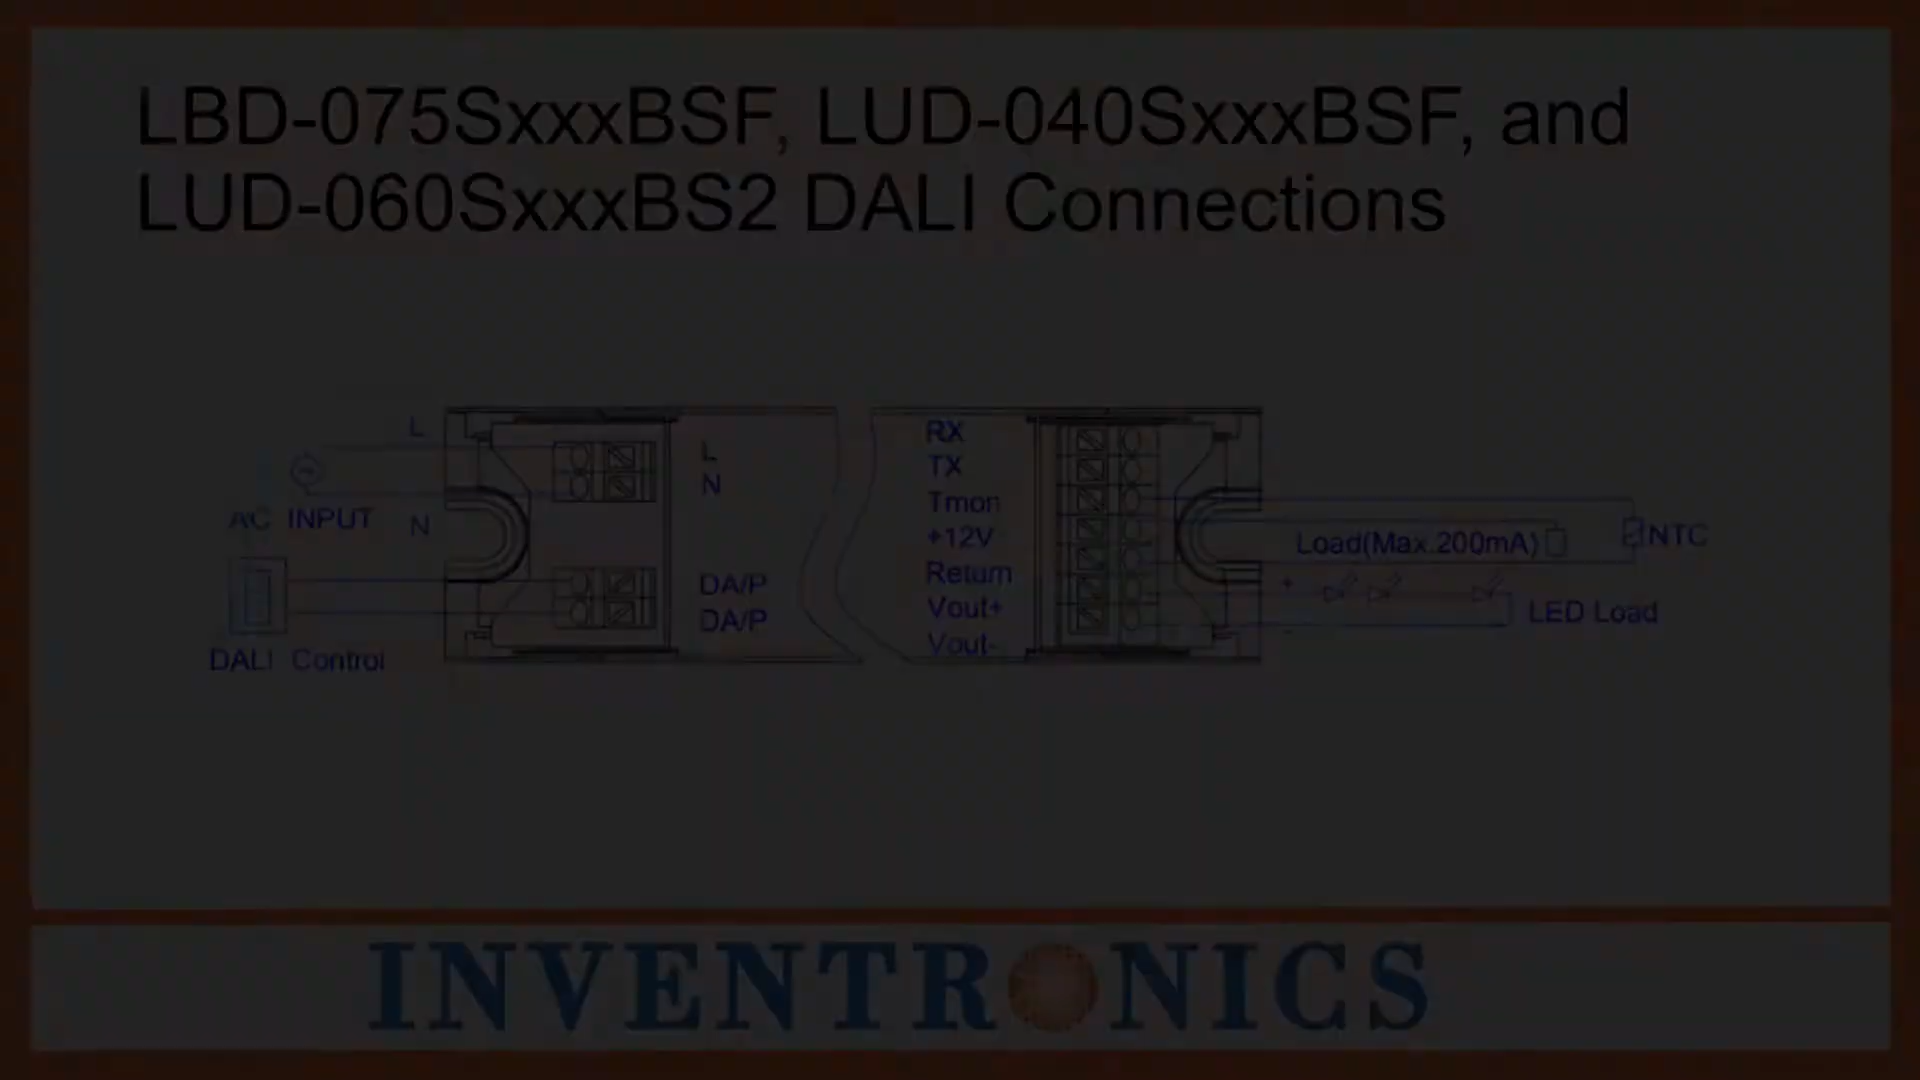 LBD-075SxxxBSF, LUD-040SxxxBSF, and
LUD-060SxxxBS2 DALI Connections
L
AC INPUT
N
DALI Control
L
N
DA/P
DA/P
RX
TX
Tmon
+12V
Return
Vout+
Vout-
Load(Max.200mA)
NTC
+
LED Load
INVENTRONICS